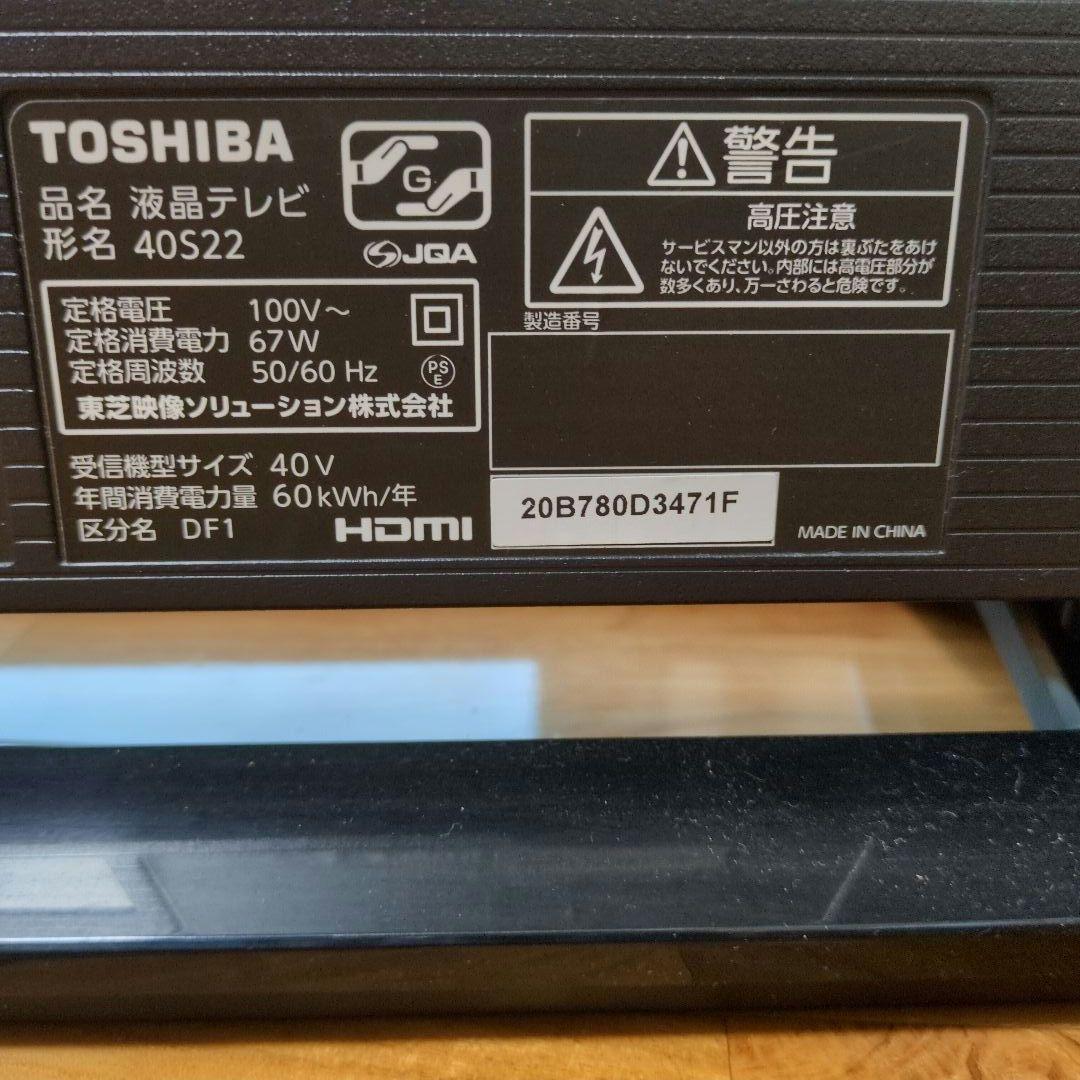 TOSHIBA
品名 液晶テレビ
形名 40S22
G
JQA
定格電圧 100V～
定格消費電力 67W
定格周波数 50/60 Hz
PS
E
東芝映像ソリューション株式会社
受信機型サイズ 40V
年間消費電力量 60kWh/年
区分名 DF1
HDMI
警告
高圧注意
サービスマン以外の方は裏ぶたをあけ
ないでください。内部には高電圧部分が
数多くあり、万一さわると危険です。
製造番号
20B780D3471F
MADE IN CHINA